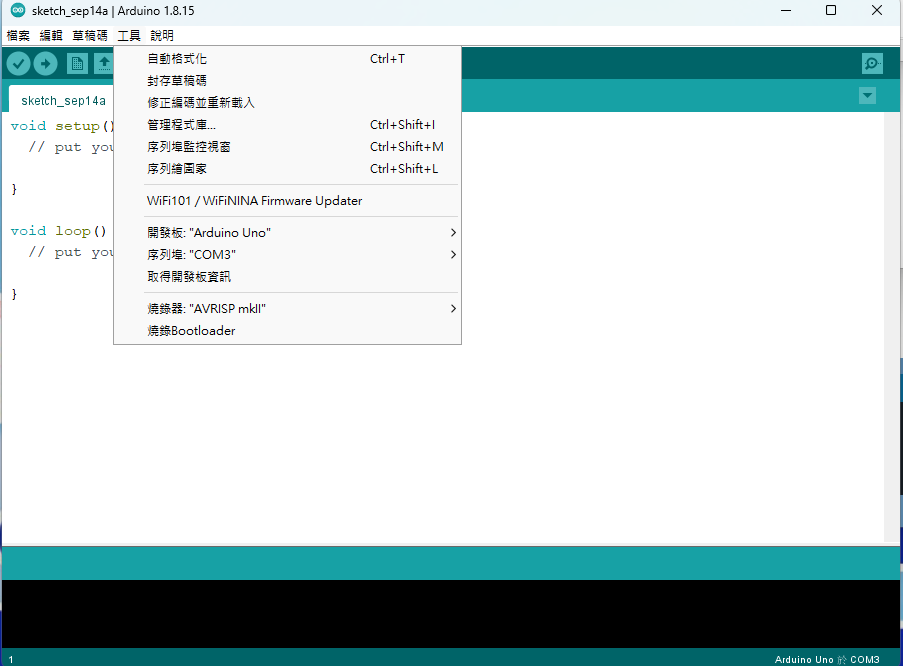 sketch_sep14a | Arduino 1.8.15
檔案 編輯 草稿碼 工具 說明
sketch_sep14a
void setup()
// put you
}
void loop()
// put you
}
自動格式化 Ctrl+T
封存草稿碼
修正編碼並重新載入
管理程式庫... Ctrl+Shift+I
序列埠監控視窗 Ctrl+Shift+M
序列繪圖家 Ctrl+Shift+L
WiFi101 / WiFiNINA Firmware Updater
開發板: "Arduino Uno"
序列埠: "COM3"
取得開發板資訊
燒錄器: "AVRISP mkII"
燒錄Bootloader
1
Arduino Uno 於 COM3